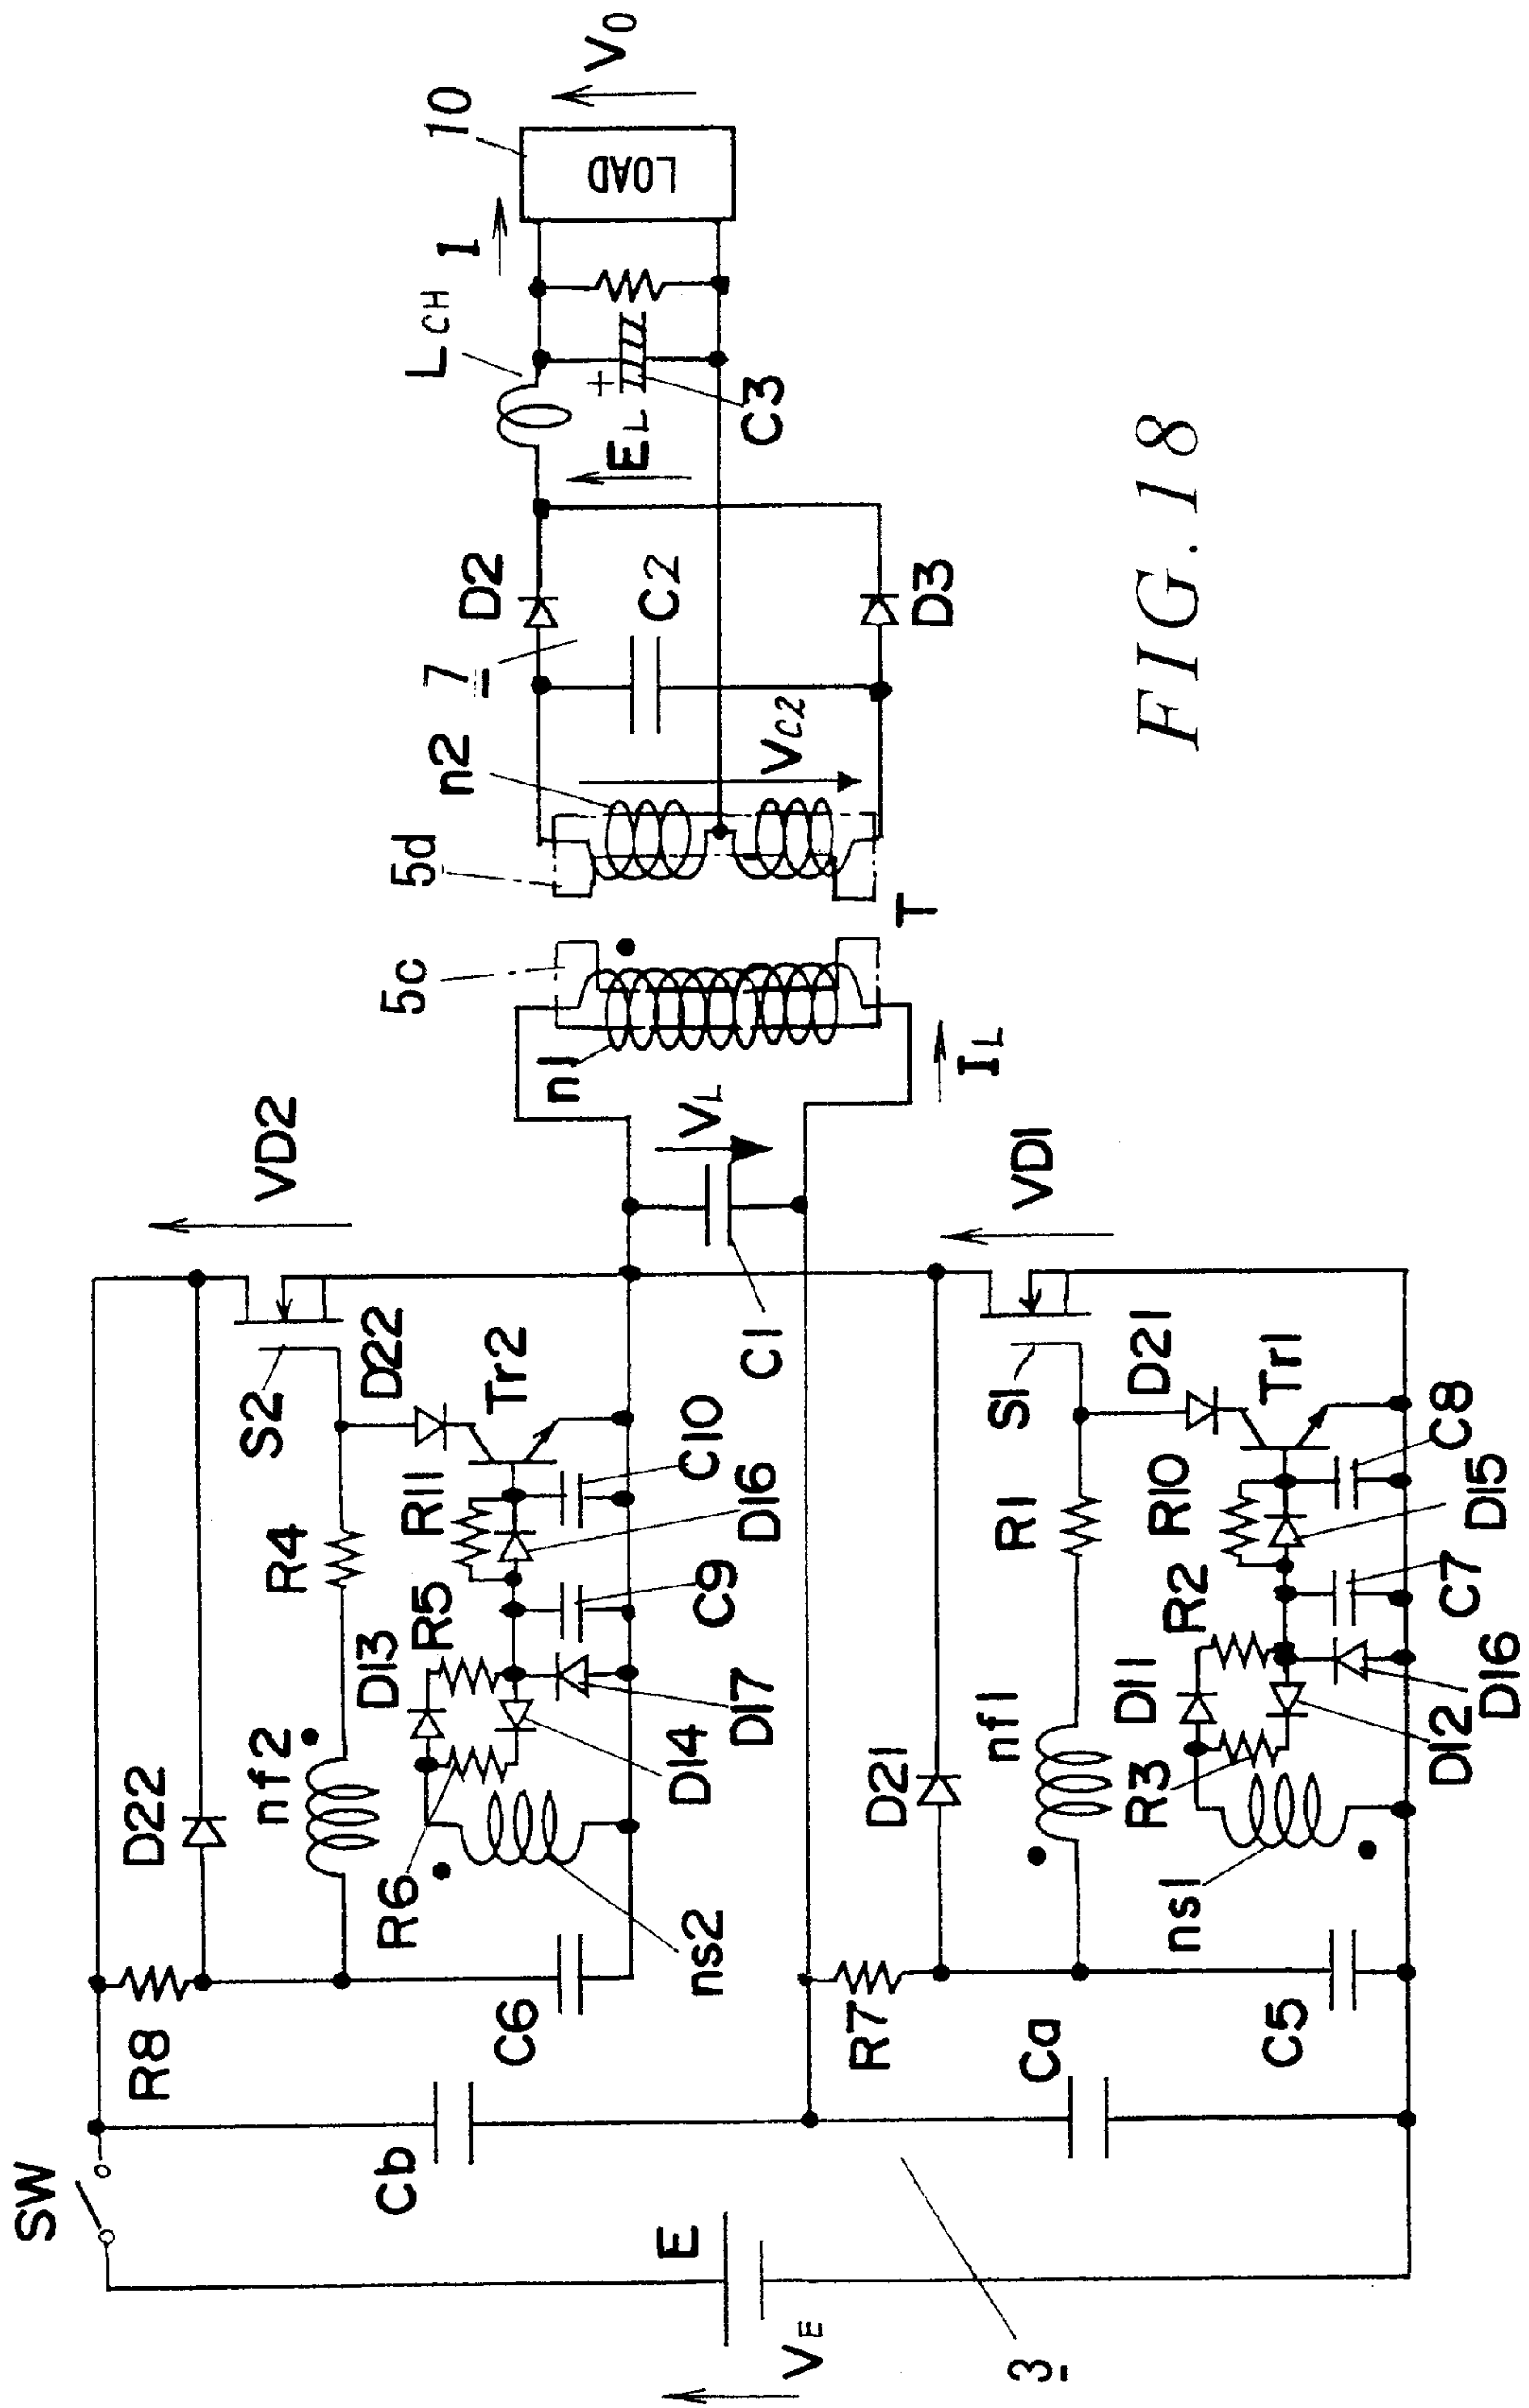 SW
VE
E
3
Cb
Ca
R8
C6
R7
C5
D22
nf2
R6
ns2
D21
nf1
R3
ns1
D13
R5
R4
R11
D14
D17
C9
D16
C10
D11
R2
R1
R10
D12
D16
C7
D15
C8
S2
D22
Tr2
S1
D21
Tr1
VD2
VD1
C1
VL
IL
n1
5c
5d
T
n2
VC2
7
D2
C2
D3
EL
LCH
+
C3
I
10
LOAD
VO
FIG. 18